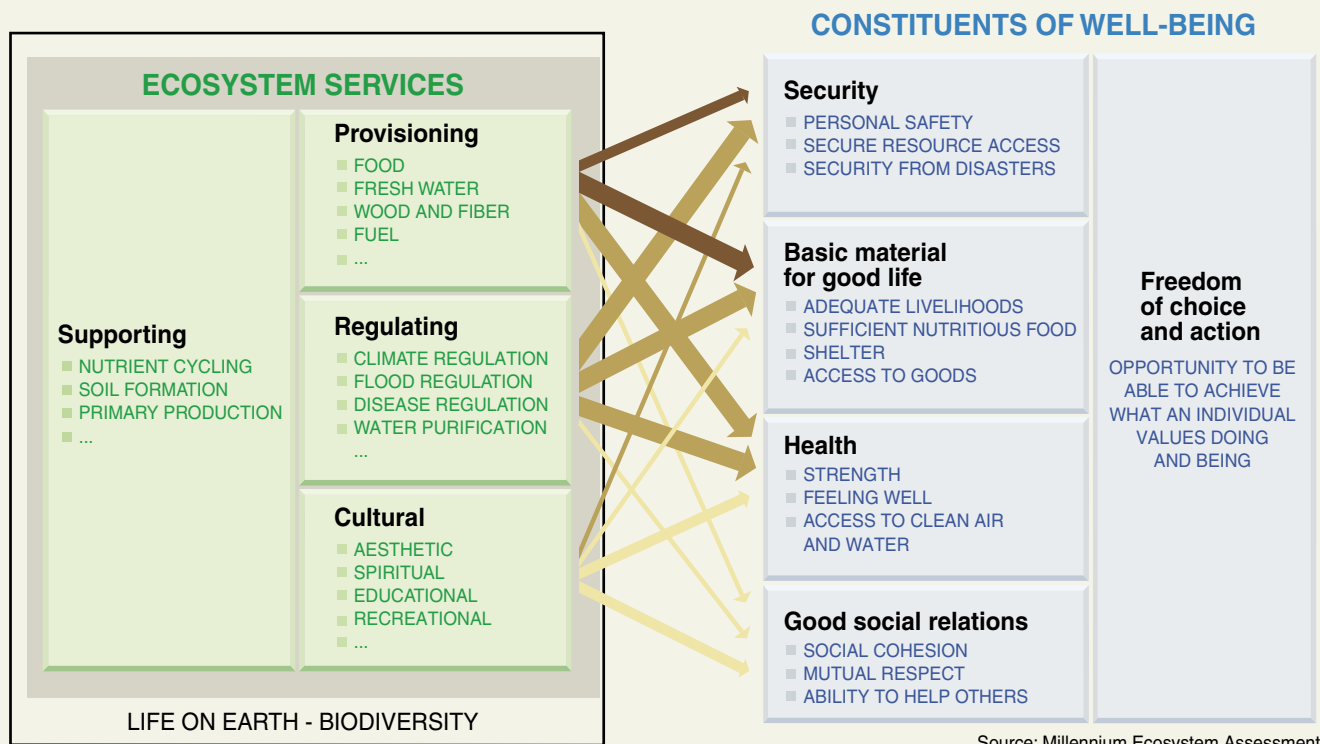 CONSTITUENTS OF WELL-BEING
ECOSYSTEM SERVICES
Supporting
NUTRIENT CYCLING
SOIL FORMATION
PRIMARY PRODUCTION
...
Provisioning
FOOD
FRESH WATER
WOOD AND FIBER
FUEL
...
Regulating
CLIMATE REGULATION
FLOOD REGULATION
DISEASE REGULATION
WATER PURIFICATION
...
Cultural
AESTHETIC
SPIRITUAL
EDUCATIONAL
RECREATIONAL
...
LIFE ON EARTH - BIODIVERSITY
Security
PERSONAL SAFETY
SECURE RESOURCE ACCESS
SECURITY FROM DISASTERS
Basic material
for good life
ADEQUATE LIVELIHOODS
SUFFICIENT NUTRITIOUS FOOD
SHELTER
ACCESS TO GOODS
Health
STRENGTH
FEELING WELL
ACCESS TO CLEAN AIR
AND WATER
Good social relations
SOCIAL COHESION
MUTUAL RESPECT
ABILITY TO HELP OTHERS
Freedom
of choice
and action
OPPORTUNITY TO BE
ABLE TO ACHIEVE
WHAT AN INDIVIDUAL
VALUES DOING
AND BEING
Source: Millennium Ecosystem Assessment